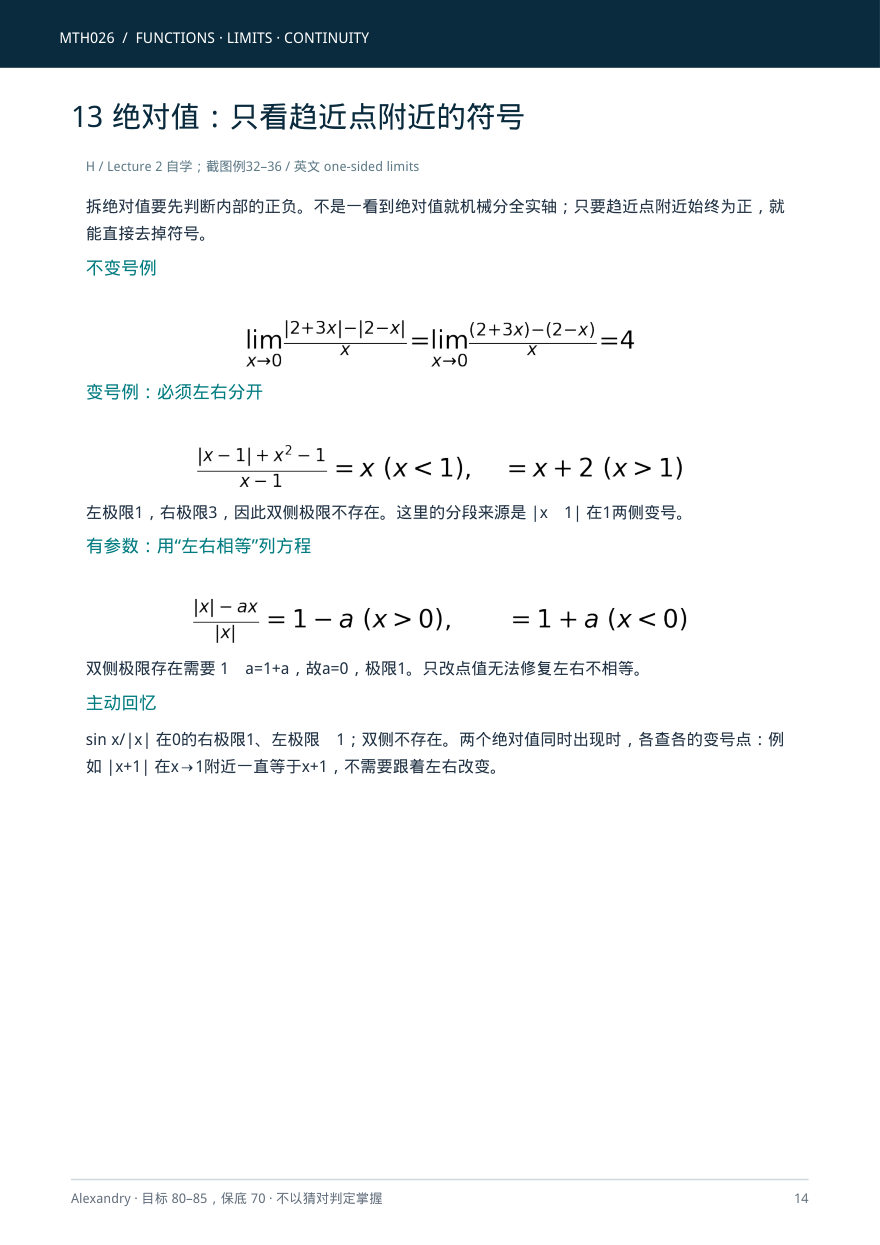 MTH026 / FUNCTIONS · LIMITS · CONTINUITY
13 绝对值：只看趋近点附近的符号
H / Lecture 2 自学；截图例32–36 / 英文 one-sided limits
拆绝对值要先判断内部的正负。不是一看到绝对值就机械分全实轴；只要趋近点附近始终为正，就
能直接去掉符号。
不变号例
lim x→0 |2+3x|−|2−x| / x = lim x→0 (2+3x)−(2−x) / x =4
变号例：必须左右分开
|x − 1| + x² − 1 / x − 1 = x (x < 1), = x + 2 (x > 1)
左极限1，右极限3，因此双侧极限不存在。这里的分段来源是 |x 1| 在1两侧变号。
有参数：用“左右相等”列方程
|x| − ax / |x| = 1 − a (x > 0), = 1 + a (x < 0)
双侧极限存在需要 1 a=1+a，故a=0，极限1。只改点值无法修复左右不相等。
主动回忆
sin x/|x| 在0的右极限1、左极限 1；双侧不存在。两个绝对值同时出现时，各查各的变号点：例
如 |x+1| 在x→1附近一直等于x+1，不需要跟着左右改变。
Alexandry · 目标 80–85，保底 70 · 不以猜对判定掌握
14